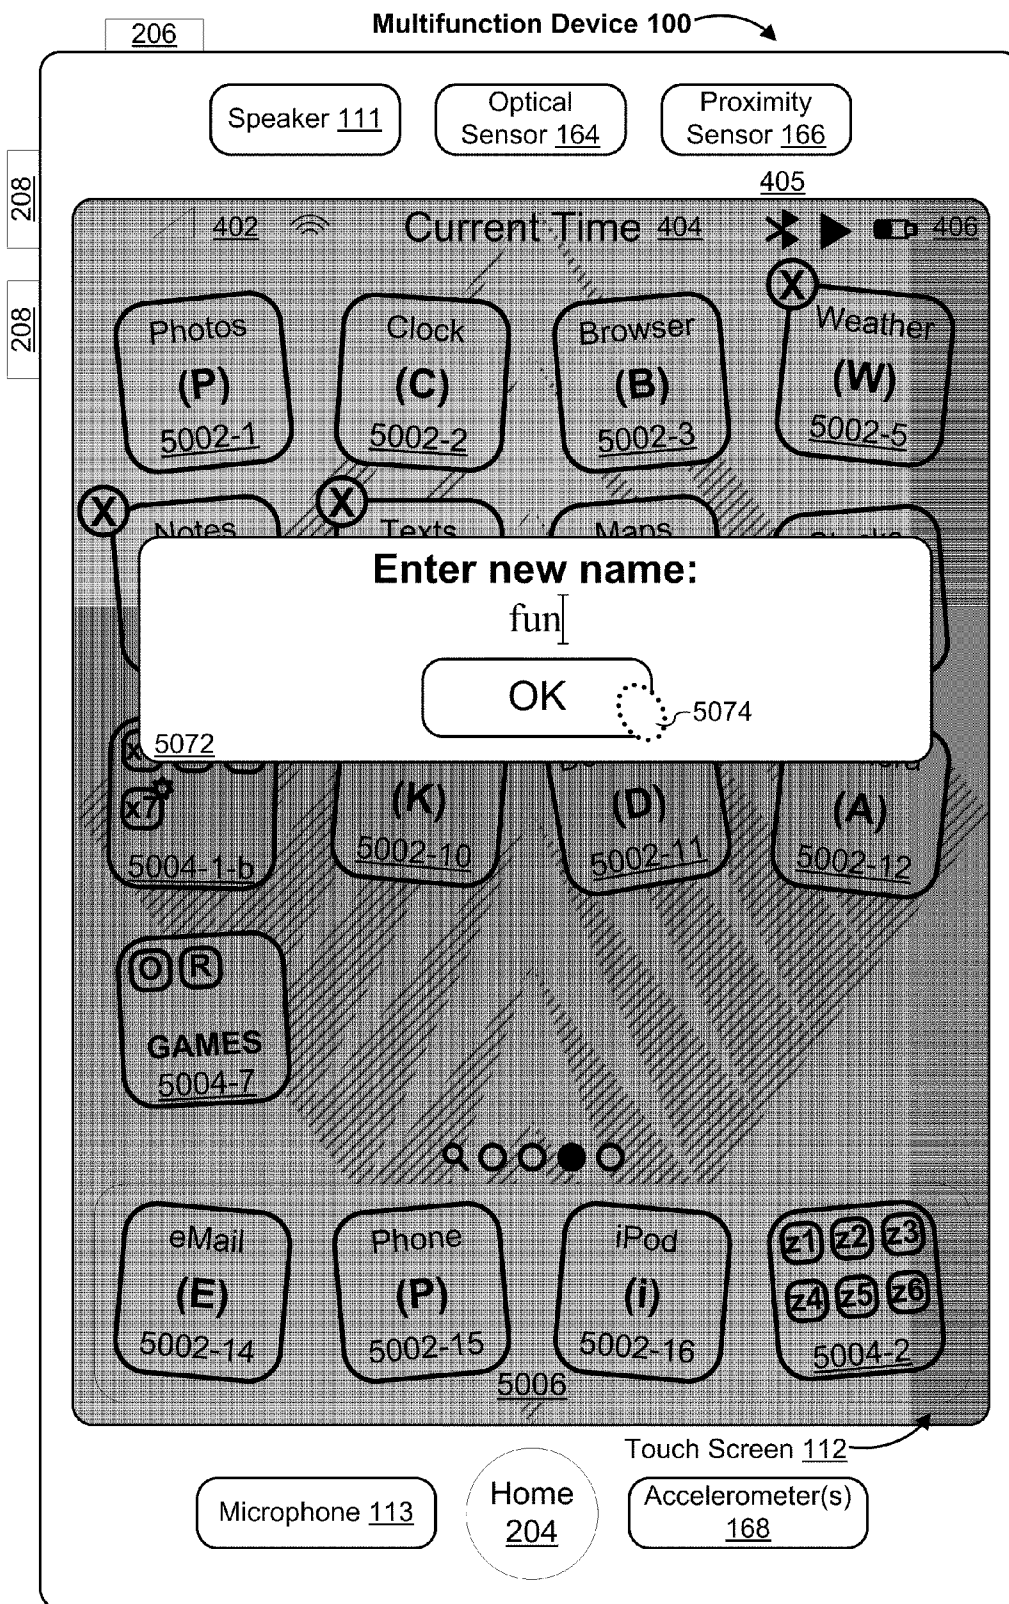 Multifunction Device 100
206
Speaker 111
Optical
Sensor 164
Proximity
Sensor 166
208
208
405
402
Current Time 404
406
X
Photos
(P)
5002-1
Clock
(C)
5002-2
Browser
(B)
5002-3
Weather
(W)
5002-5
X
Notes
X
Texts
Maps
Enter new name:
fun
OK
5074
5072
x7
5004-1-b
(K)
5002-10
(D)
5002-11
(A)
5002-12
O R
GAMES
5004-7
eMail
(E)
5002-14
Phone
(P)
5002-15
iPod
(i)
5002-16
z1 z2 z3
z4 z5 z6
5004-2
5006
Touch Screen 112
Microphone 113
Home
204
Accelerometer(s)
168